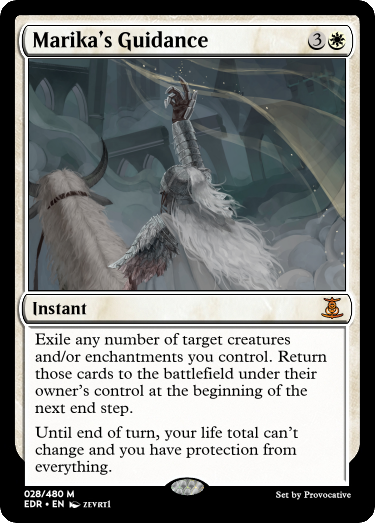 Marika's Guidance 3
Instant
Exile any number of target creatures
and/or enchantments you control. Return
those cards to the battlefield under their
owner's control at the beginning of the
next end step.
Until end of turn, your life total can't
change and you have protection from
everything.
028/480 M
EDR • EN ZEVRTI
Set by Provocative